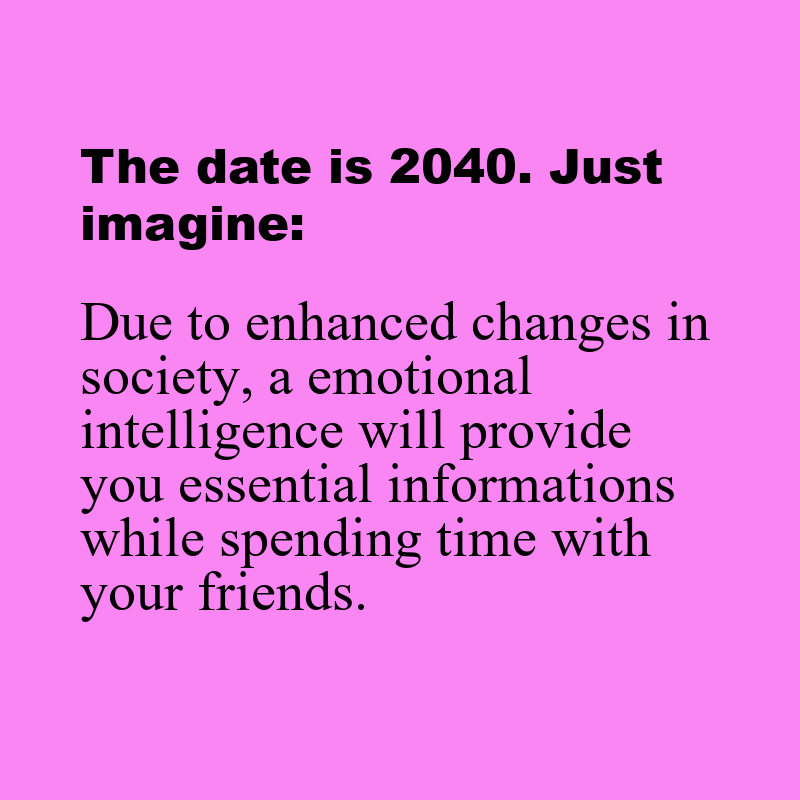 The date is 2040. Just
imagine:
Due to enhanced changes in
society, a emotional
intelligence will provide
you essential informations
while spending time with
your friends.